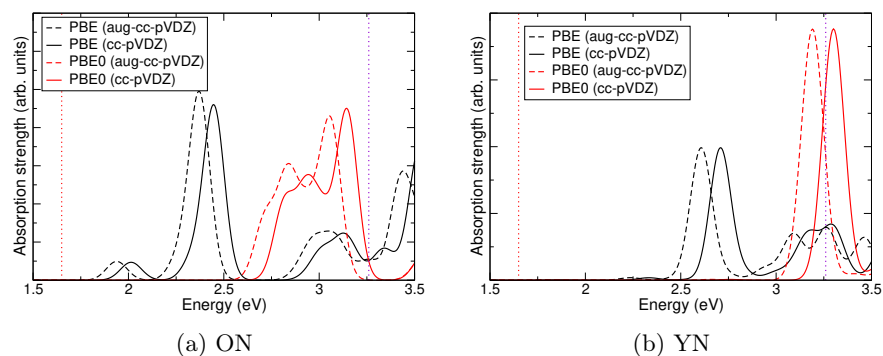 Absorption strength (arb. units)
PBE (aug-cc-pVDZ)
PBE (cc-pVDZ)
PBE0 (aug-cc-pVDZ)
PBE0 (cc-pVDZ)
1.5 2 2.5 3 3.5
Energy (eV)
(a) ON
Absorption strength (arb. units)
PBE (aug-cc-pVDZ)
PBE (cc-pVDZ)
PBE0 (aug-cc-pVDZ)
PBE0 (cc-pVDZ)
1.5 2 2.5 3 3.5
Energy (eV)
(b) YN